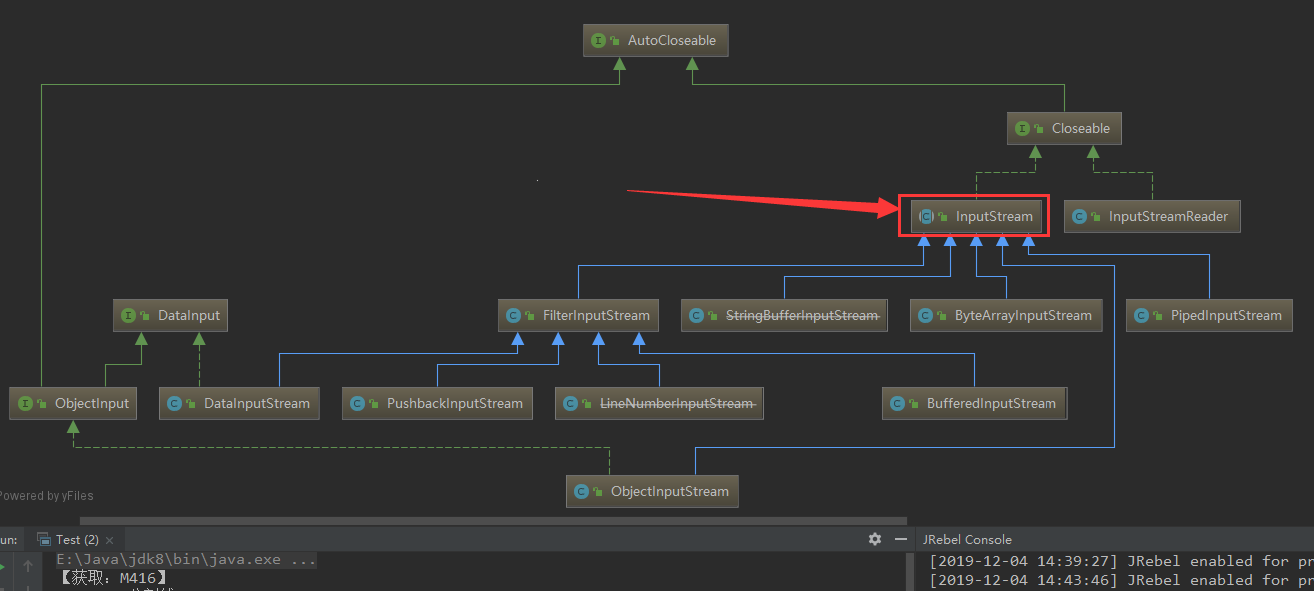 AutoCloseable
Closeable
InputStream
InputStreamReader
DataInput
FilterInputStream
StringBufferInputStream
ByteArrayInputStream
PipedInputStream
ObjectInput
DataInputStream
PushbackInputStream
LineNumberInputStream
BufferedInputStream
ObjectInputStream
Powered by yFiles
un:
Test (2)
JRebel Console
E:\Java\jdk8\bin\java.exe ...
[2019-12-04 14:39:27] JRebel enabled for pr
【获取：M416】
[2019-12-04 14:43:46] JRebel enabled for pr